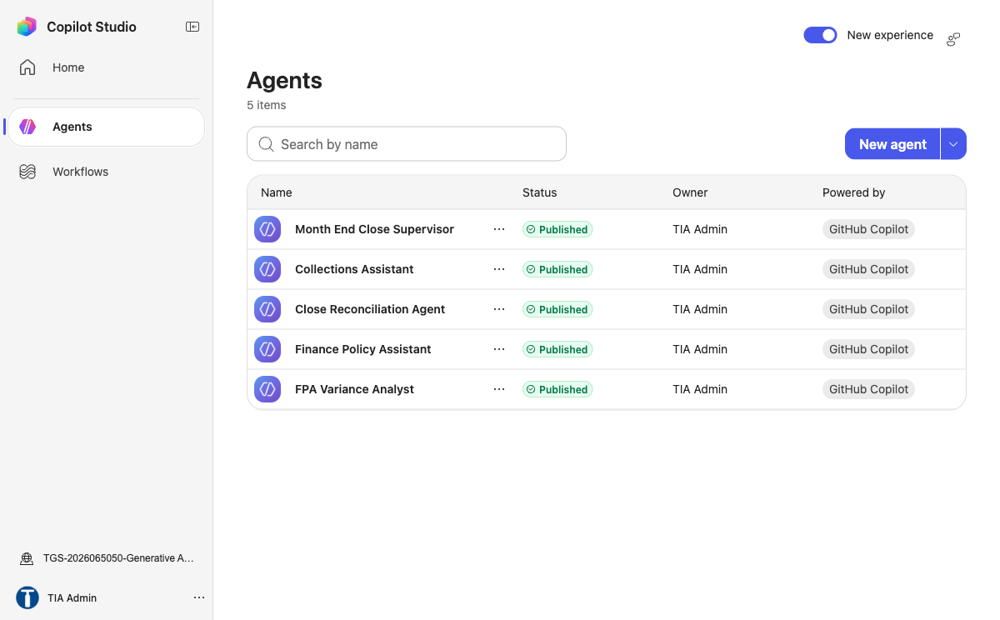 Copilot Studio
Home
Agents
Workflows
TGS-2026065050-Generative A...
TIA Admin
New experience
Agents
5 items
Search by name
New agent
Name Status Owner Powered by
Month End Close Supervisor Published TIA Admin GitHub Copilot
Collections Assistant Published TIA Admin GitHub Copilot
Close Reconciliation Agent Published TIA Admin GitHub Copilot
Finance Policy Assistant Published TIA Admin GitHub Copilot
FPA Variance Analyst Published TIA Admin GitHub Copilot